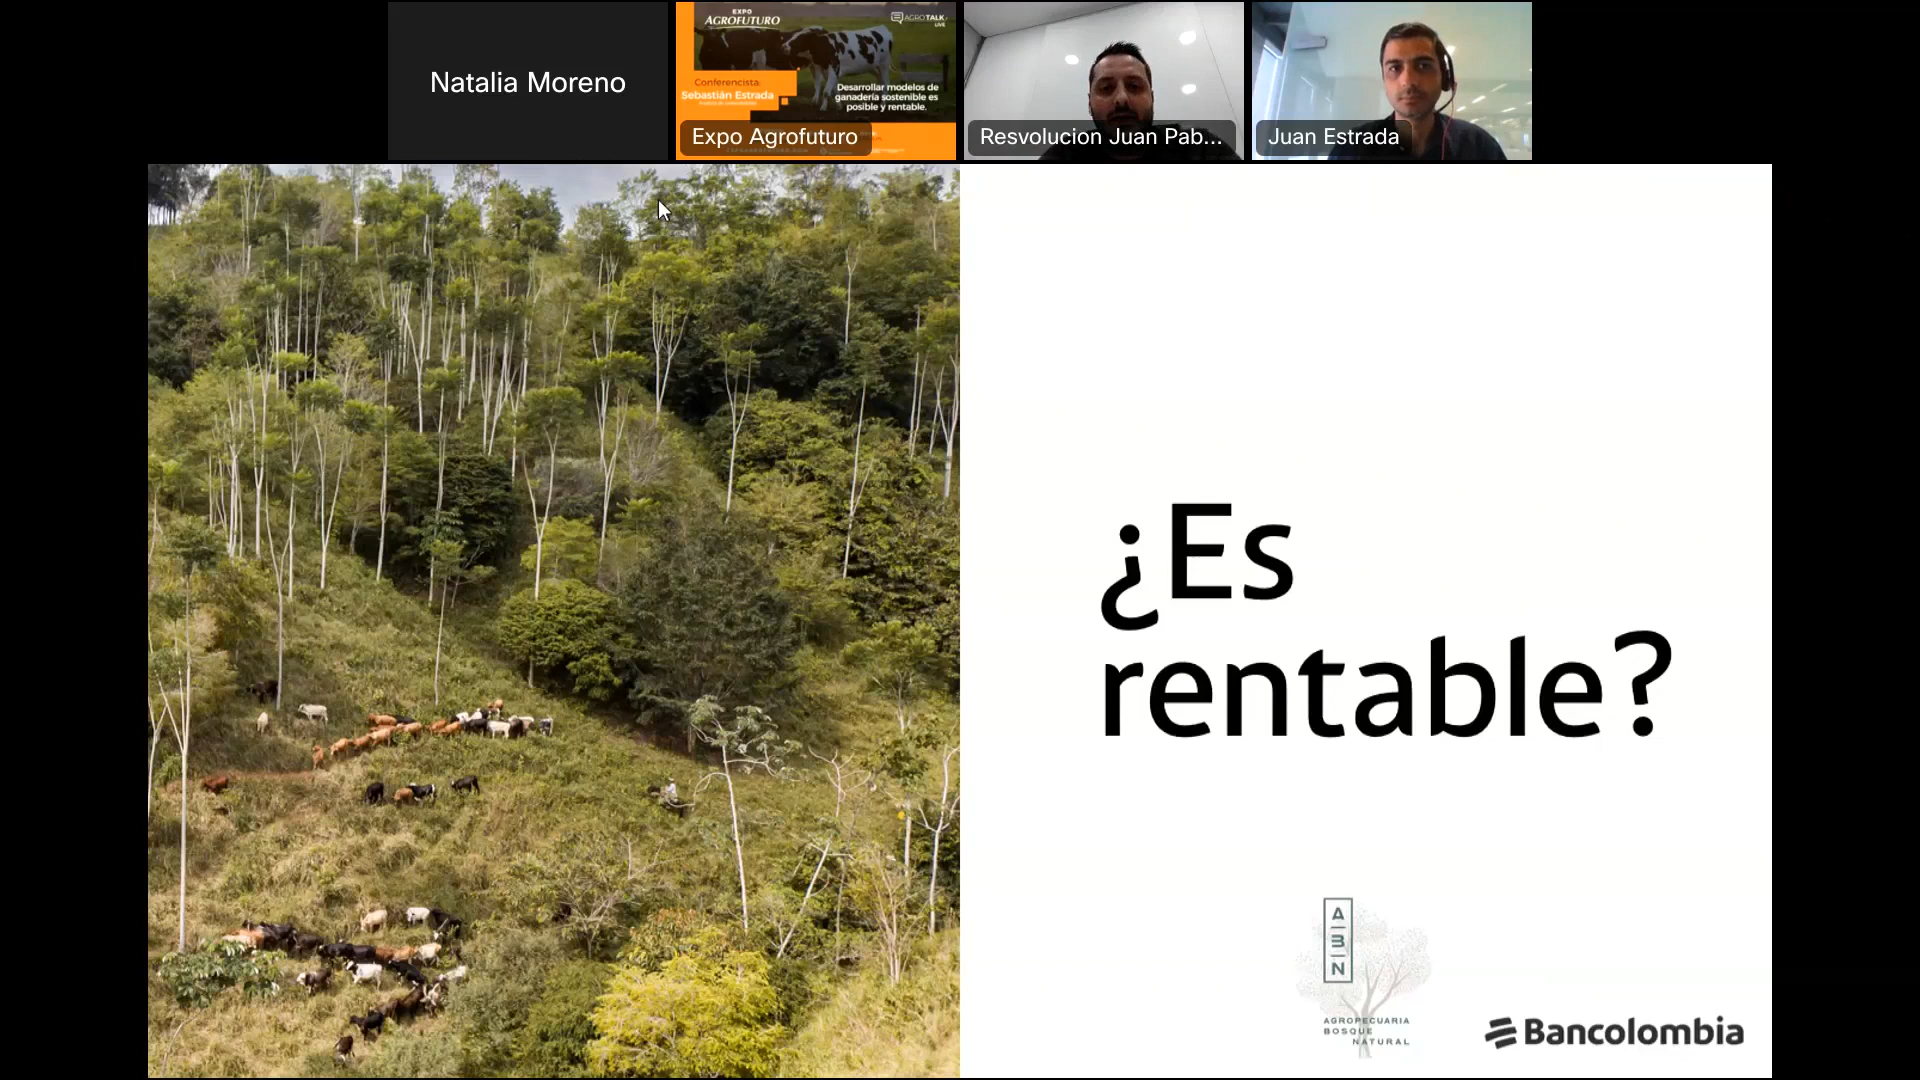 Natalia Moreno
EXPO
AGROFUTURO
AGROTALK
LIVE
Conferencista:
Sebastián Estrada
Desarrollar modelos de
ganadería sostenible es
posible y rentable.
Expo Agrofuturo
Resvolucion Juan Pab...
Juan Estrada
¿Es
rentable?
A
B
N
AGROPECUARIA
BOSQUE
NATURAL
Bancolombia